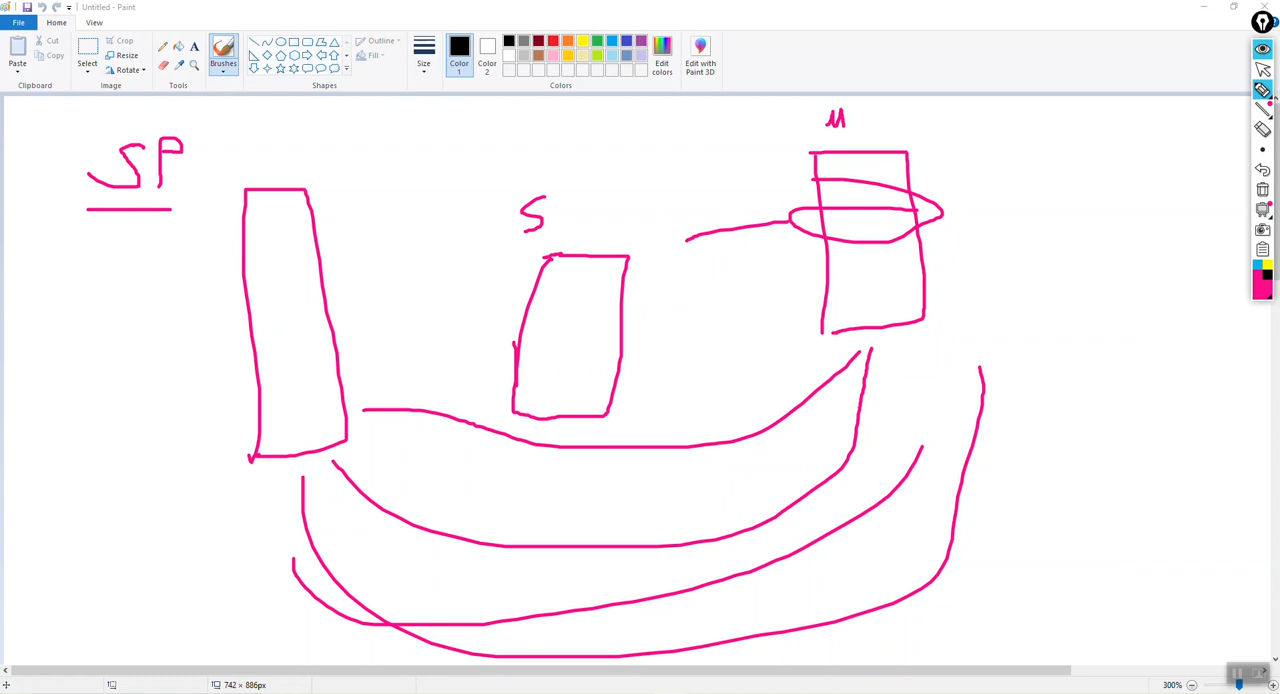 Untitled - Paint
File
Home
View
Paste
Cut
Copy
Clipboard
Select
Crop
Resize
Rotate
Image
A
Tools
Brushes
Outline
Fill
Shapes
Size
Color 1
Color 2
Edit colors
Colors
Edit with Paint 3D
SP
S
M
742 × 886px
300%